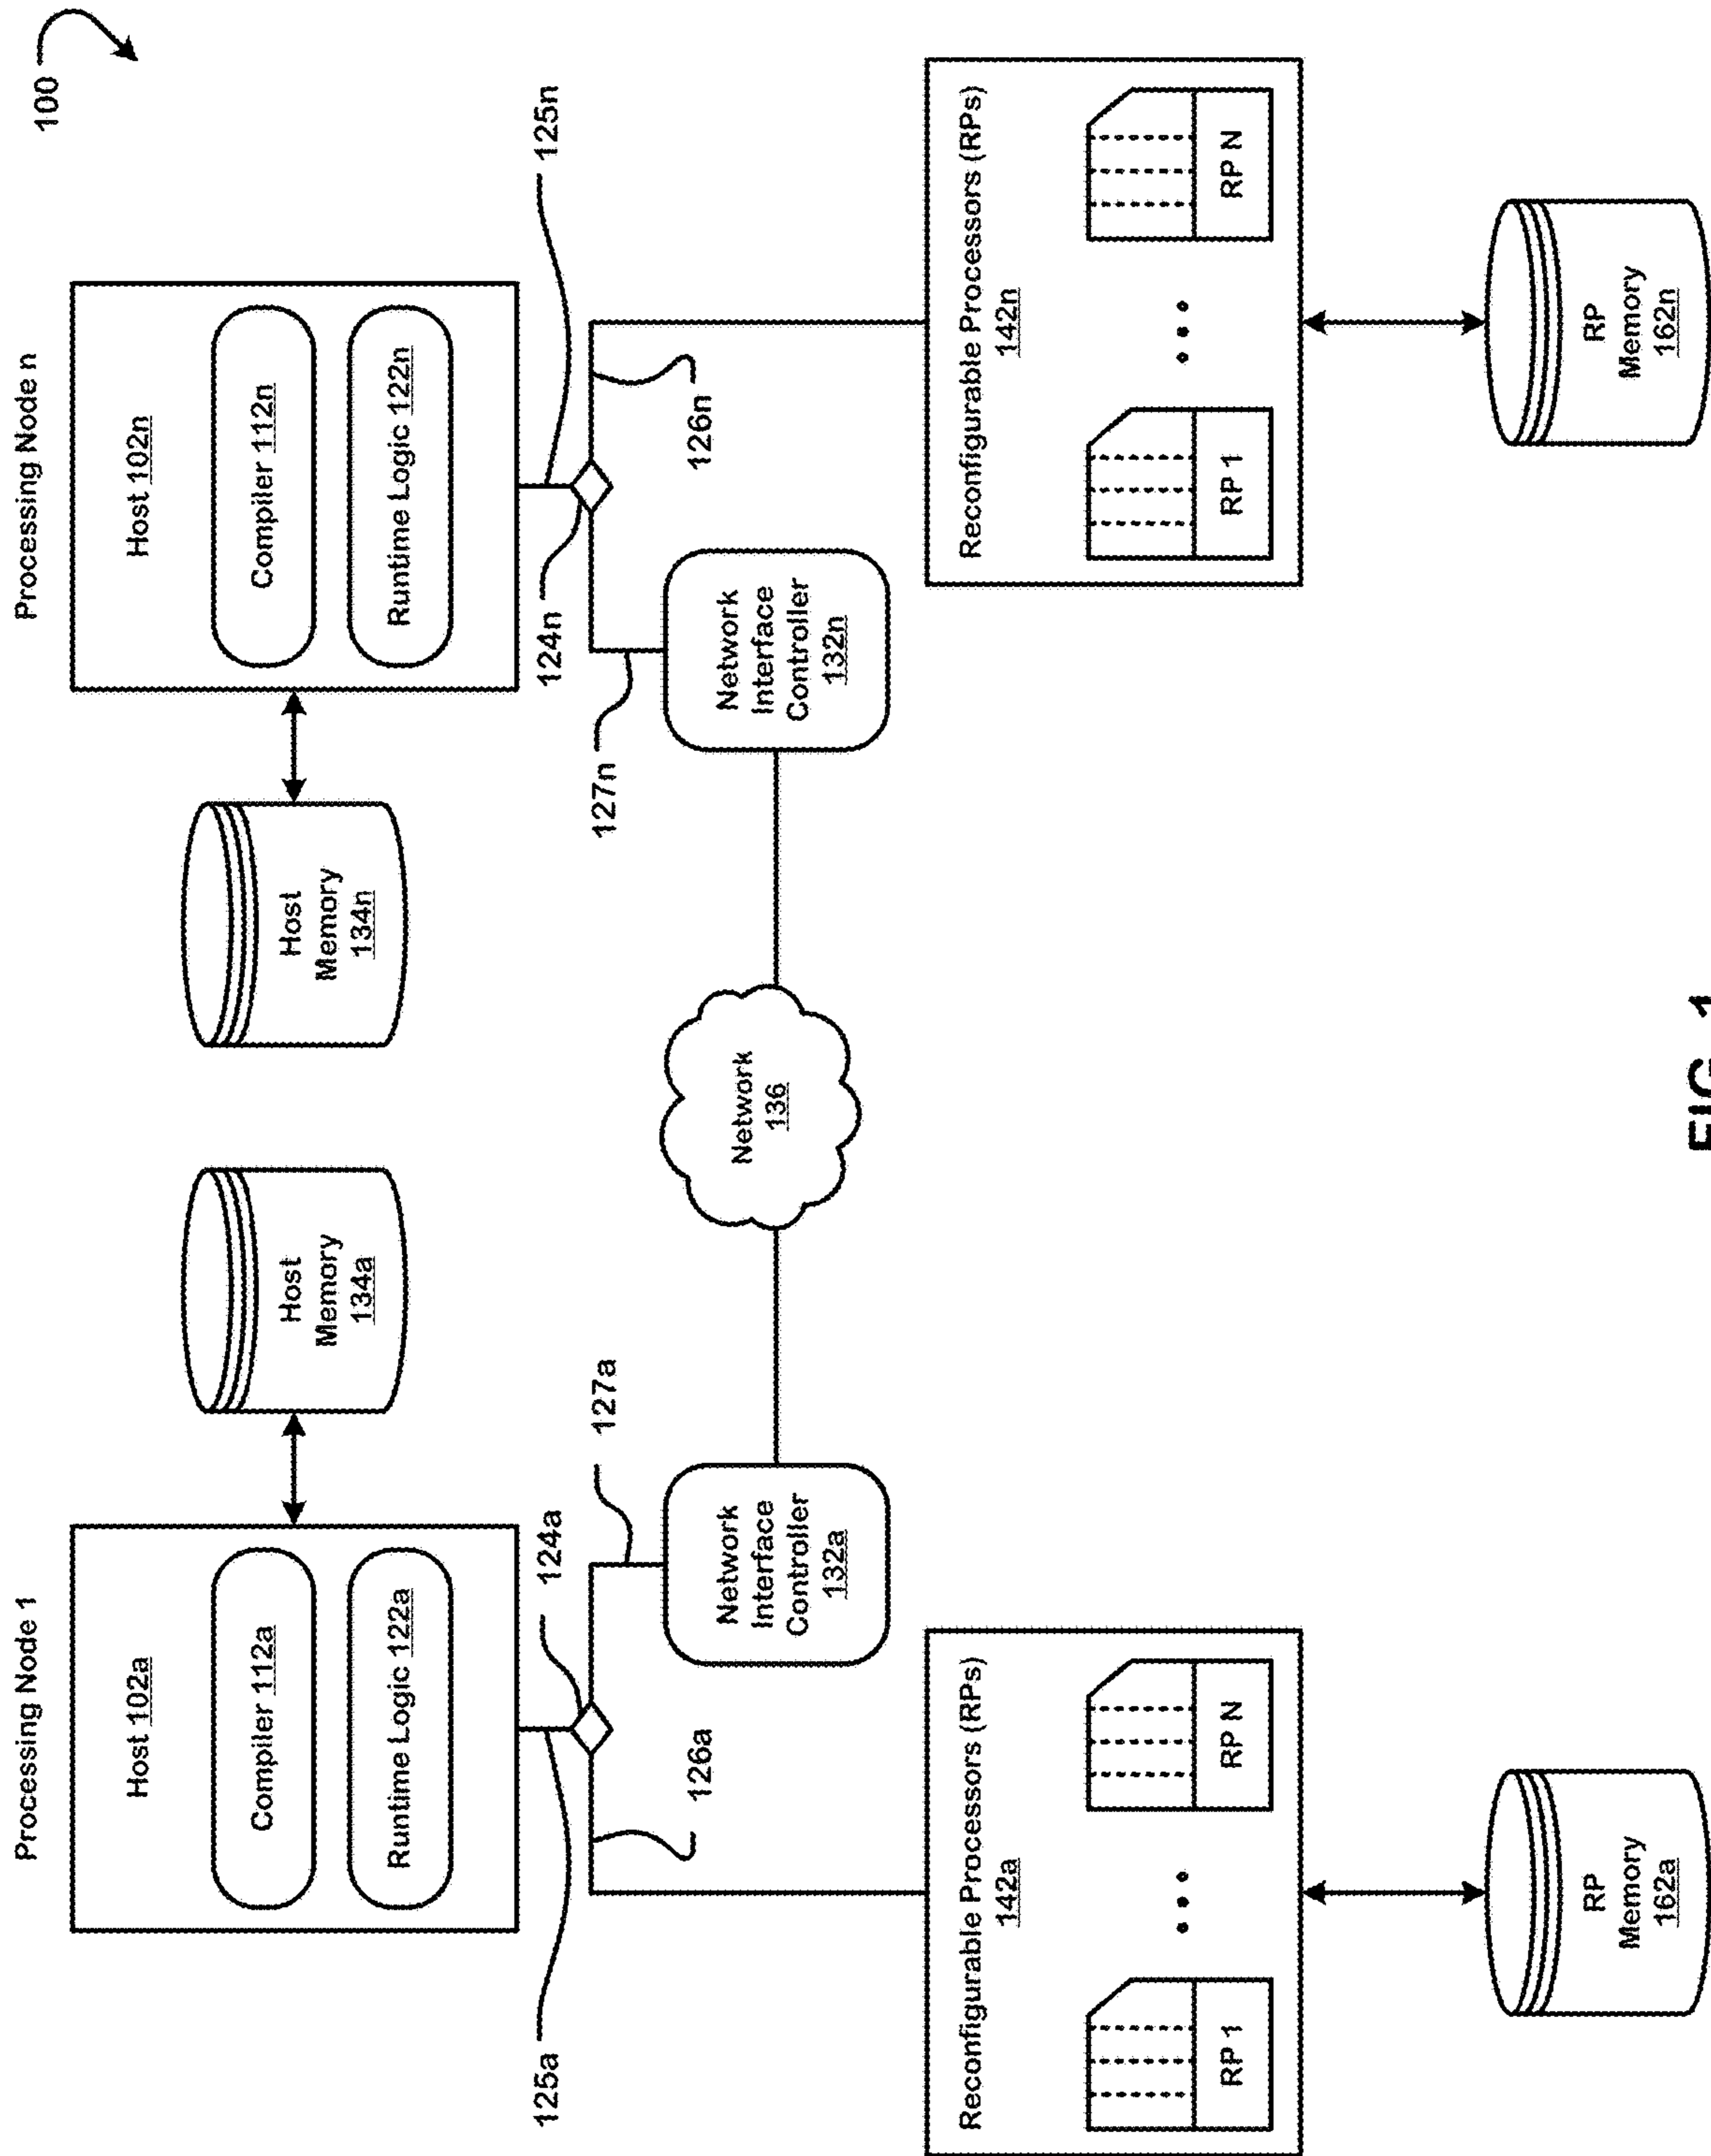 100
Processing Node 1
Processing Node n
Host 102a
Compiler 112a
Runtime Logic 122a
Host
Memory
134a
Host
Memory
134n
Host 102n
Compiler 112n
Runtime Logic 122n
125a
124a
126a
127a
127n
124n
125n
126n
Network
Interface
Controller
132a
Network
136
Network
Interface
Controller
132n
Reconfigurable Processors (RPs)
142a
RP 1
• • •
RP N
Reconfigurable Processors (RPs)
142n
RP 1
• • •
RP N
RP
Memory
162a
RP
Memory
162n
FIG. 1